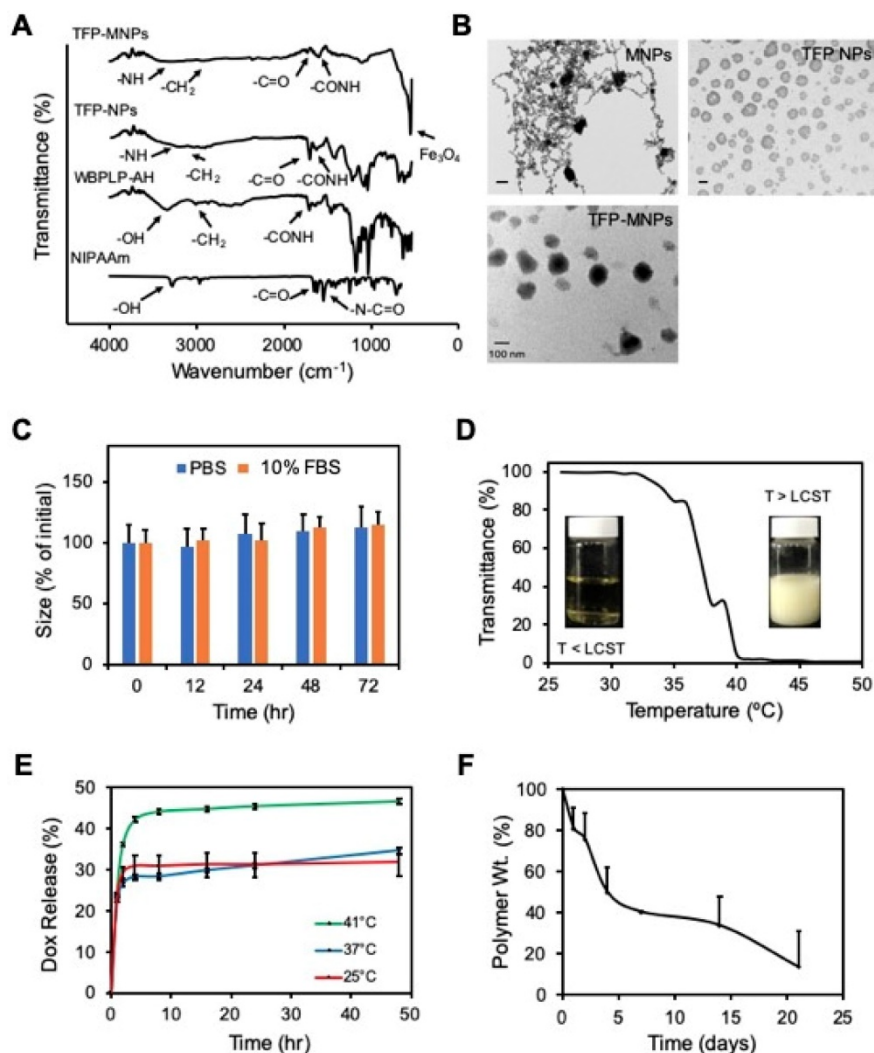 A
TFP-MNPs
-NH
-CH₂
-C=O
-CONH
TFP-NPs
Fe₃O₄
-NH
-CH₂
-C=O
-CONH
WBPLP-AH
-OH
-CH₂
-CONH
NIPAAm
-OH
-C=O
-N-C=O
Transmittance (%)
4000 3000 2000 1000 0
Wavenumber (cm⁻¹)
B
MNPs
TFP NPs
TFP-MNPs
100 nm
C
PBS 10% FBS
150
100
50
0
Size (% of initial)
0 12 24 48 72
Time (hr)
D
100
80
60
40
20
0
Transmittance (%)
T > LCST
T < LCST
25 30 35 40 45 50
Temperature (ºC)
E
50
40
30
20
10
0
Dox Release (%)
41°C
37°C
25°C
0 10 20 30 40 50
Time (hr)
F
100
80
60
40
20
0
Polymer Wt. (%)
0 5 10 15 20 25
Time (days)